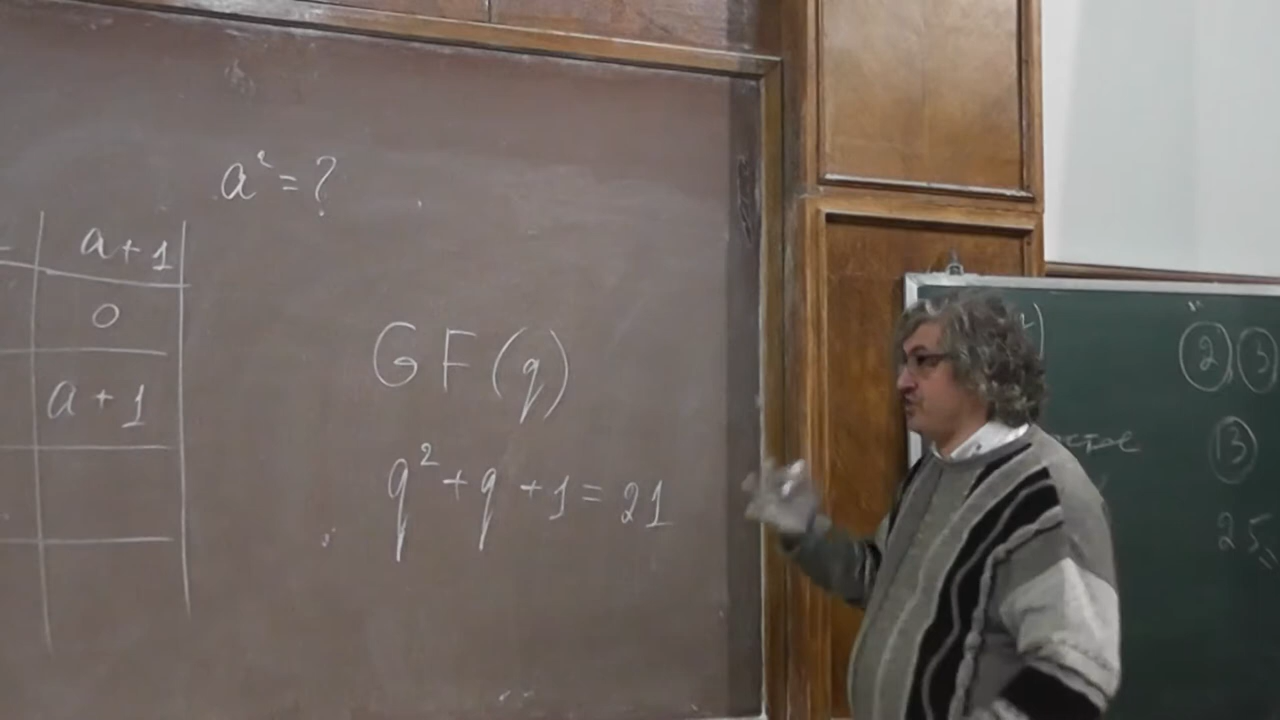 a² = ?
a + 1
0
a + 1
GF(q)
q² + q + 1 = 21
2 3
13
25